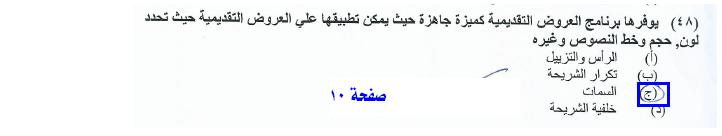 (٤٨) يوفرها برنامج العروض التقديمية كميزة جاهزة حيث يمكن تطبيقها علي العروض التقديمية حيث تحدد
لون, حجم وخط النصوص وغيره
(أ) الرأس والتزييل
(ب) تكرار الشريحة
(ج) السمات
(د) خلفية الشريحة
صفحة ١٠